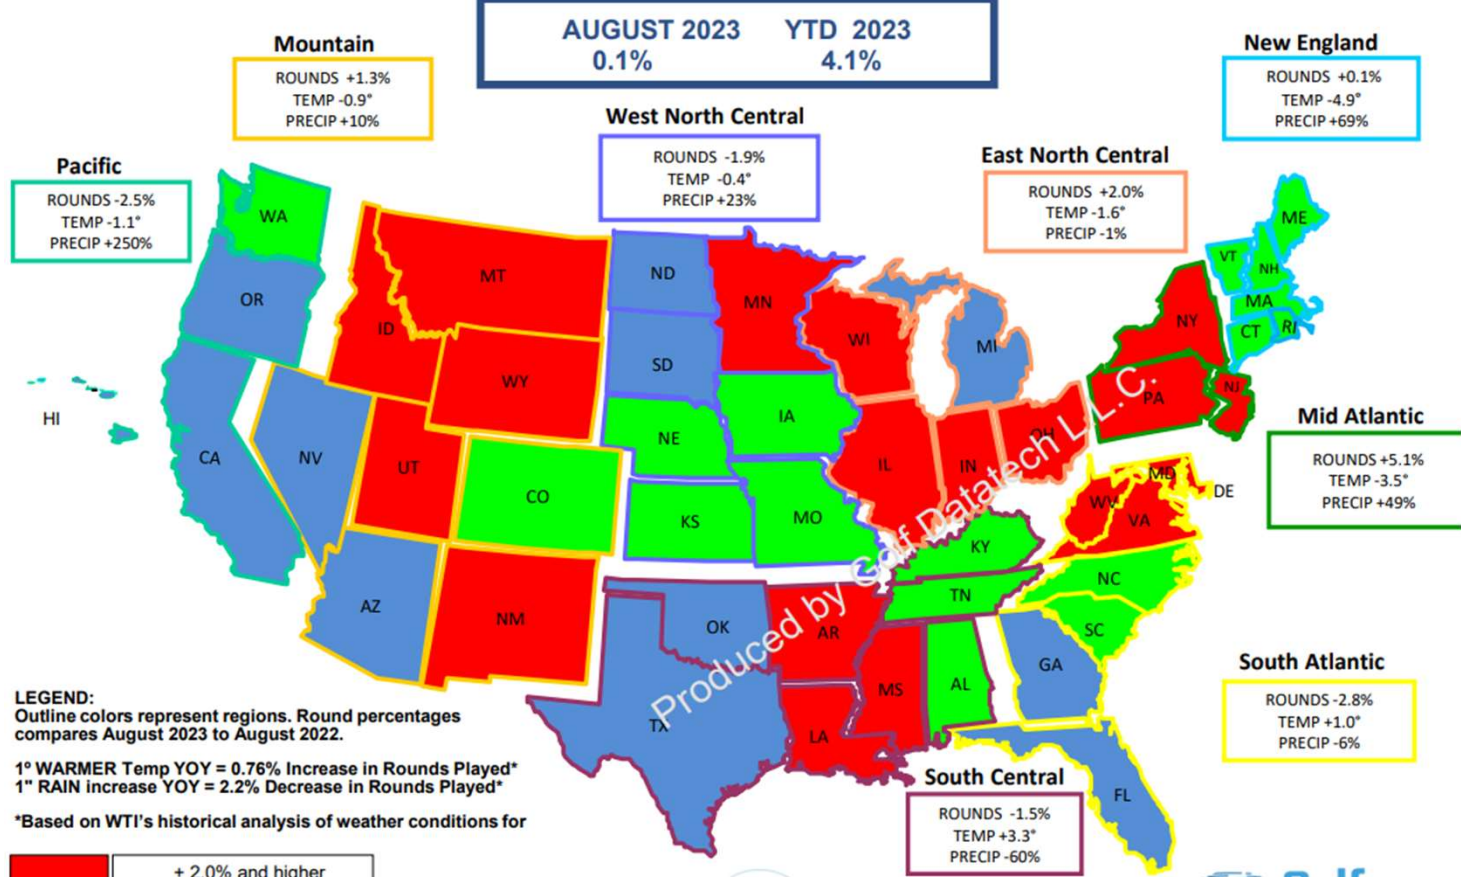 AUGUST 2023 YTD 2023
0.1% 4.1%
Mountain
ROUNDS +1.3%
TEMP -0.9°
PRECIP +10%
New England
ROUNDS +0.1%
TEMP -4.9°
PRECIP +69%
West North Central
ROUNDS -1.9%
TEMP -0.4°
PRECIP +23%
East North Central
ROUNDS +2.0%
TEMP -1.6°
PRECIP -1%
Pacific
ROUNDS -2.5%
TEMP -1.1°
PRECIP +250%
WA
OR
HI
CA
NV
MT
ID
WY
UT
CO
AZ
NM
ND
SD
MN
NE
IA
KS
MO
WI
MI
IL
IN
OH
KY
TN
OK
AR
TX
LA
MS
AL
ME
VT
NH
MA
CT
RI
NY
PA
NJ
MD
DE
WV
VA
NC
SC
GA
FL
Produced by Golf Datatech L.L.C.
Mid Atlantic
ROUNDS +5.1%
TEMP -3.5°
PRECIP +49%
South Atlantic
ROUNDS -2.8%
TEMP +1.0°
PRECIP -6%
South Central
ROUNDS -1.5%
TEMP +3.3°
PRECIP -60%
LEGEND:
Outline colors represent regions. Round percentages
compares August 2023 to August 2022.
1º WARMER Temp YOY = 0.76% Increase in Rounds Played*
1" RAIN increase YOY = 2.2% Decrease in Rounds Played*
*Based on WTI's historical analysis of weather conditions for
+ 2.0% and higher
Golf